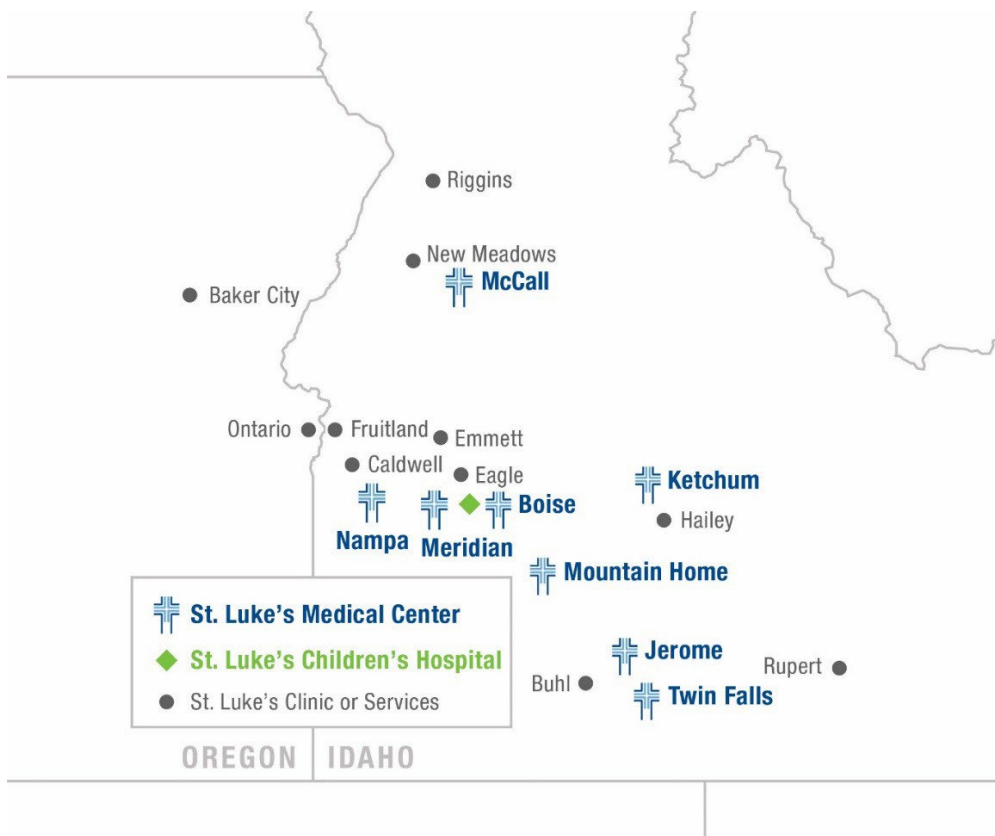 Riggins
New Meadows
McCall
Baker City
Ontario
Fruitland
Emmett
Caldwell
Eagle
Ketchum
Boise
Hailey
Nampa
Meridian
Mountain Home
St. Luke's Medical Center
St. Luke's Children's Hospital
St. Luke's Clinic or Services
Jerome
Rupert
Buhl
Twin Falls
OREGON
IDAHO